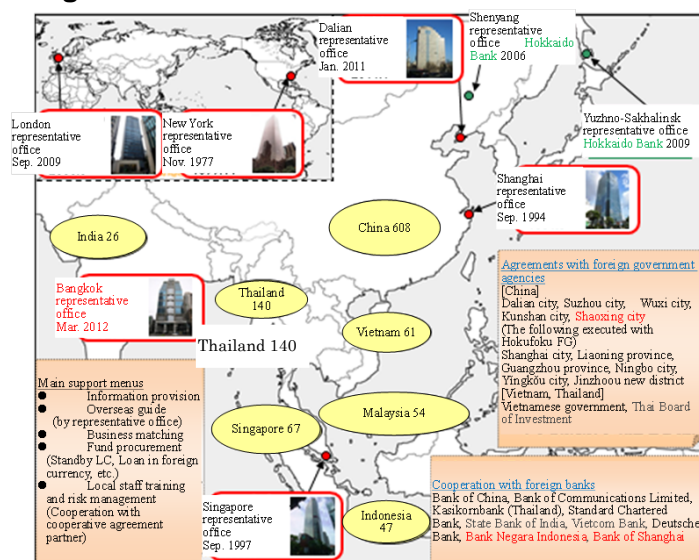 Dalian
representative
office
Jan. 2011
Shenyang
representative
office Hokkaido
Bank 2006
London
representative
office
Sep. 2009
New York
representative
office
Nov. 1977
Yuzhno-Sakhalinsk
representative office
Hokkaido Bank 2009
Shanghai
representative
office
Sep. 1994
India 26
China 608
Bangkok
representative
office
Mar. 2012
Thailand
140
Thailand 140
Vietnam 61
Agreements with foreign government
agencies
[China]
Dalian city, Suzhou city, Wuxi city,
Kunshan city, Shaoxing city
(The following executed with
Hokufoku FG)
Shanghai city, Liaoning province,
Guangzhou province, Ningbo city,
Yingkou city, Jinzhoou new district
[Vietnam, Thailand]
Vietnamese government, Thai Board
of Investment
Main support menus
● Information provision
● Overseas guide
(by representative office)
● Business matching
● Fund procurement
(Standby LC, Loan in foreign
currency, etc.)
● Local staff training
and risk management
(Cooperation with
cooperative agreement
partner)
Malaysia 54
Singapore 67
Singapore
representative
office
Sep. 1997
Indonesia
47
Cooperation with foreign banks
Bank of China, Bank of Communications Limited,
Kasikornbank (Thailand), Standard Chartered
Bank, State Bank of India, Vietcom Bank, Deutsche
Bank, Bank Negara Indonesia, Bank of Shanghai